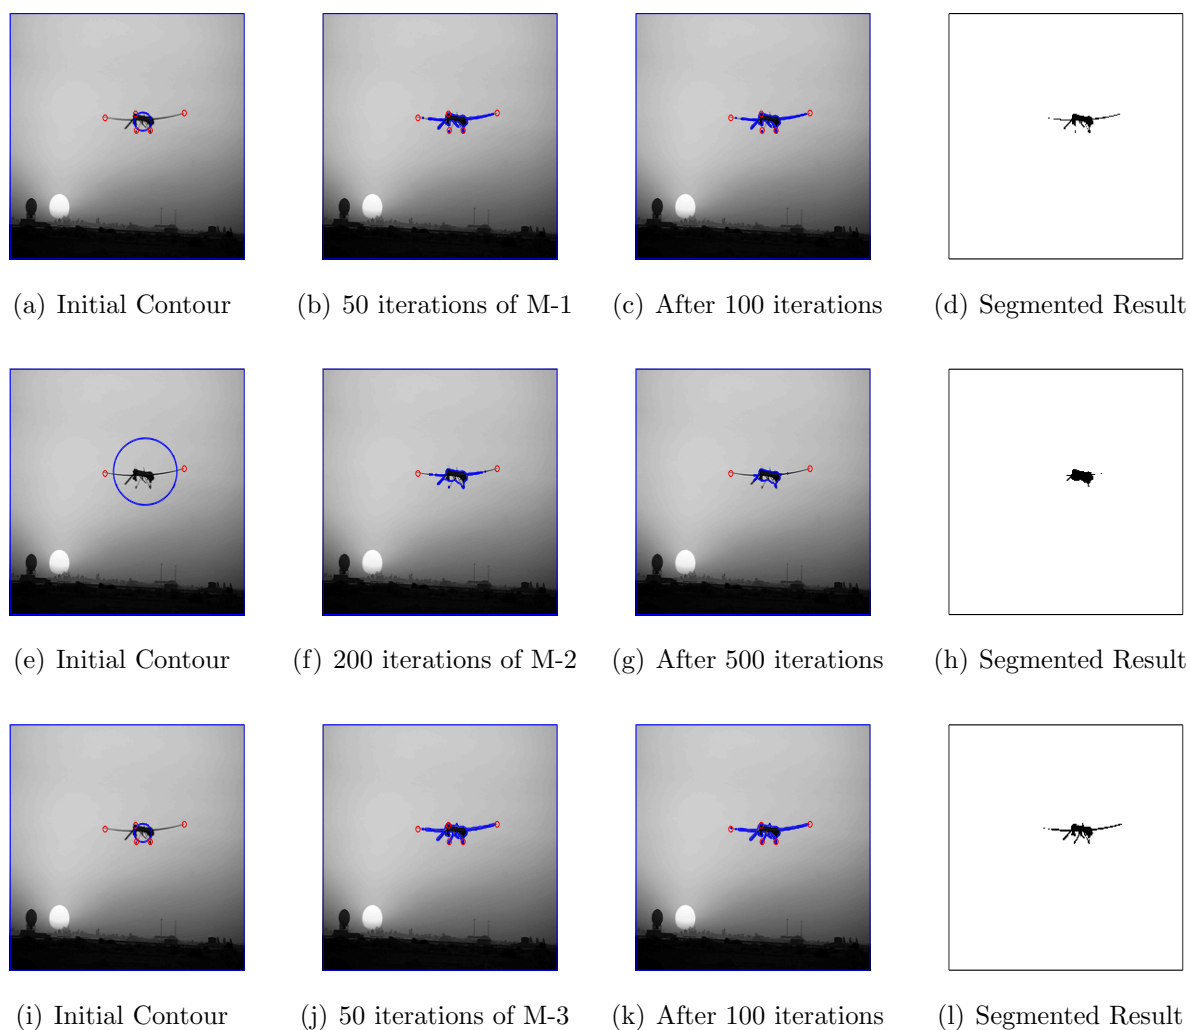 (a) Initial Contour
(b) 50 iterations of M-1
(c) After 100 iterations
(d) Segmented Result
(e) Initial Contour
(f) 200 iterations of M-2
(g) After 500 iterations
(h) Segmented Result
(i) Initial Contour
(j) 50 iterations of M-3
(k) After 100 iterations
(l) Segmented Result